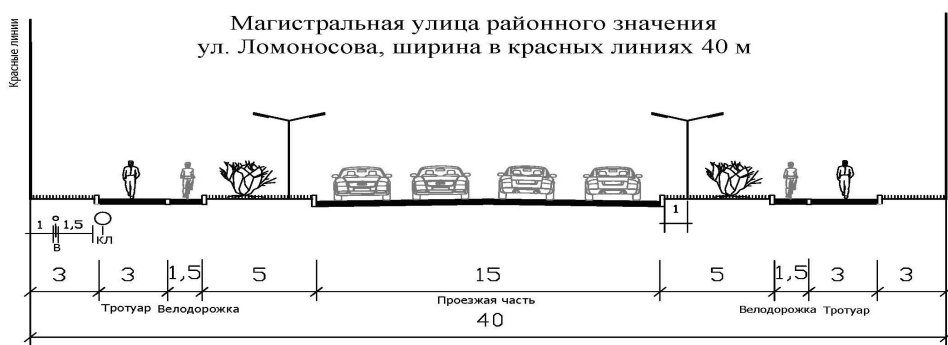 Магистральная улица районного значения
ул. Ломоносова, ширина в красных линиях 40 м
Красные линии
1 1,5
В КЛ
1
3 3 1,5 5 15 5 1,5 3 3
Тротуар Велодорожка Проезжая часть Велодорожка Тротуар
40